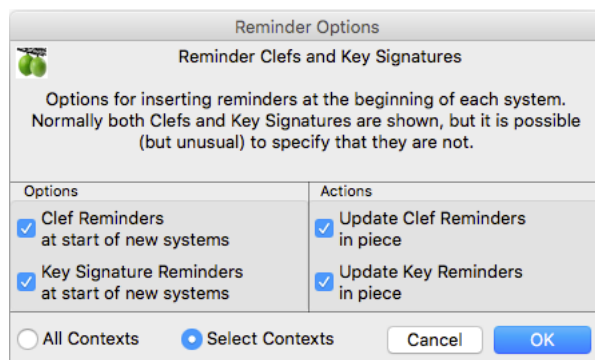 Reminder Options
Reminder Clefs and Key Signatures
Options for inserting reminders at the beginning of each system.
Normally both Clefs and Key Signatures are shown, but it is possible
(but unusual) to specify that they are not.
Options
Clef Reminders
at start of new systems
Key Signature Reminders
at start of new systems
Actions
Update Clef Reminders
in piece
Update Key Reminders
in piece
All Contexts
Select Contexts
Cancel
OK